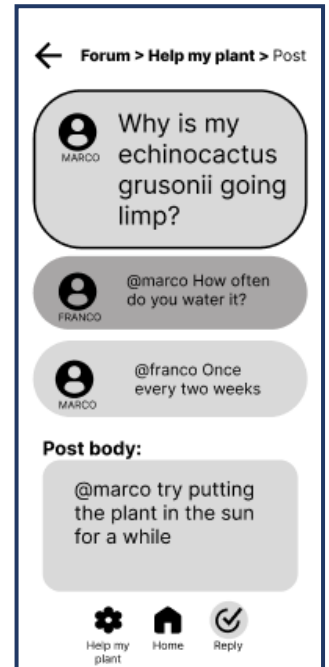 Forum > Help my plant > Post
Why is my
echinocactus
grusonii going
limp?
MARCO
@marco How often
do you water it?
FRANCO
@franco Once
every two weeks
MARCO
Post body:
@marco try putting
the plant in the sun
for a while
Help my
plant
Home
Reply